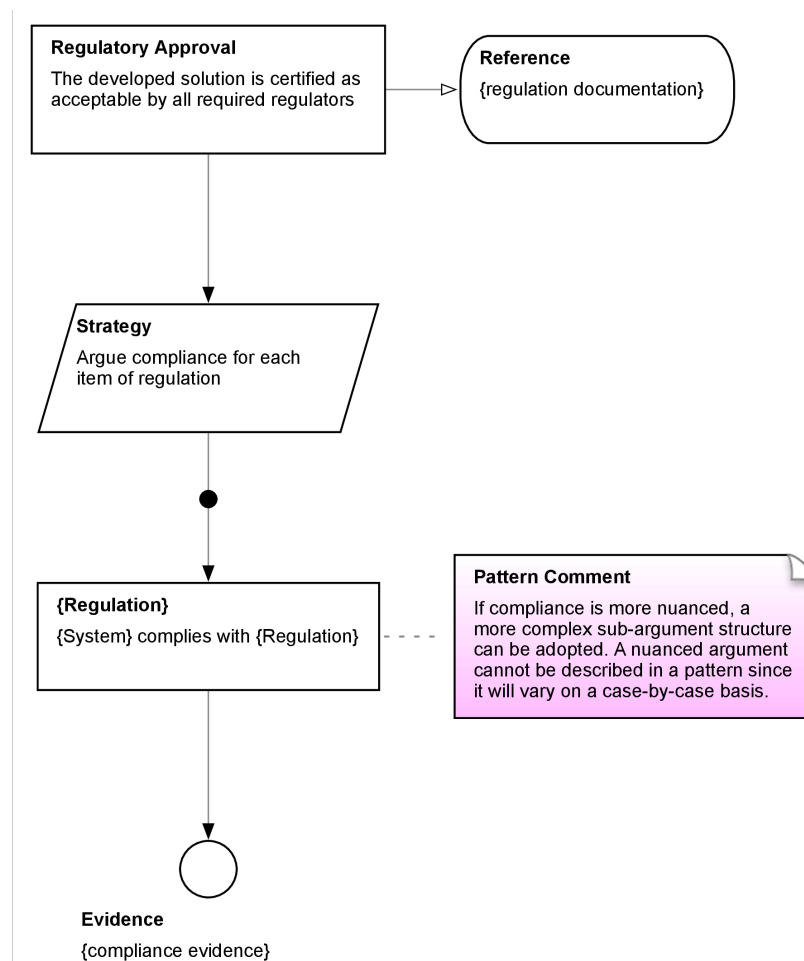 Regulatory Approval
The developed solution is certified as
acceptable by all required regulators
Reference
{regulation documentation}
Strategy
Argue compliance for each
item of regulation
{Regulation}
{System} complies with {Regulation}
Pattern Comment
If compliance is more nuanced, a
more complex sub-argument structure
can be adopted. A nuanced argument
cannot be described in a pattern since
it will vary on a case-by-case basis.
Evidence
{compliance evidence}